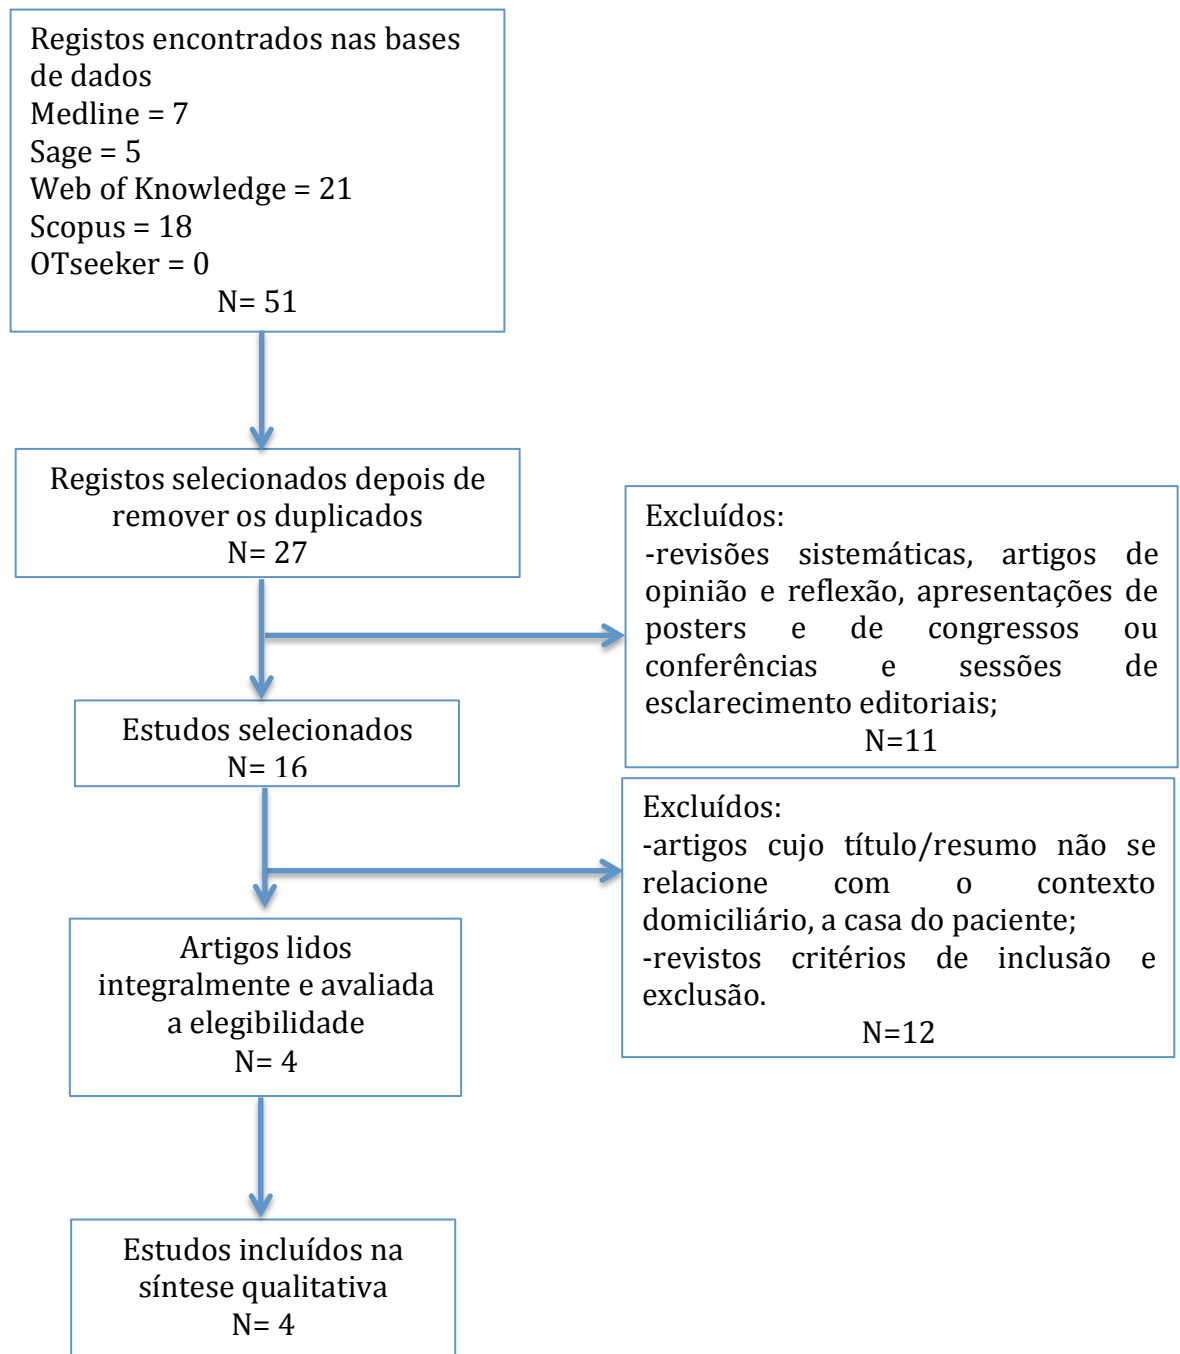 Registos encontrados nas bases
de dados
Medline = 7
Sage = 5
Web of Knowledge = 21
Scopus = 18
OTseeker = 0
N= 51
Registos selecionados depois de
remover os duplicados
N= 27
Excluídos:
-revisões sistemáticas, artigos de
opinião e reflexão, apresentações de
posters e de congressos ou
conferências e sessões de
esclarecimento editoriais;
N=11
Estudos selecionados
N= 16
Excluídos:
-artigos cujo título/resumo não se
relacione com o contexto
domiciliário, a casa do paciente;
-revistos critérios de inclusão e
exclusão.
N=12
Artigos lidos
integralmente e avaliada
a elegibilidade
N= 4
Estudos incluídos na
síntese qualitativa
N= 4